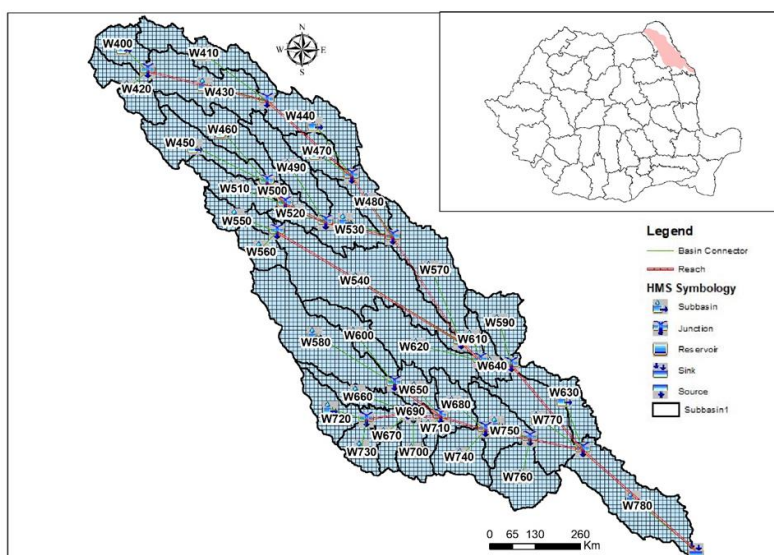 N
W E
S
W400
W410
W420
W430
W440
W460
W450
W470
W490
W510
W500
W480
W520
W550
W530
W560
W570
W540
W590
W600
W580
W620
W610
W640
W650
W660
W630
W690
W680
W720
W710
W770
W670
W750
W730
W700
W740
W760
W780
0 65 130 260
Km
Legend
Basin Connector
Reach
HMS Symbology
Subbasin
Junction
Reservoir
Sink
Source
Subbasin1